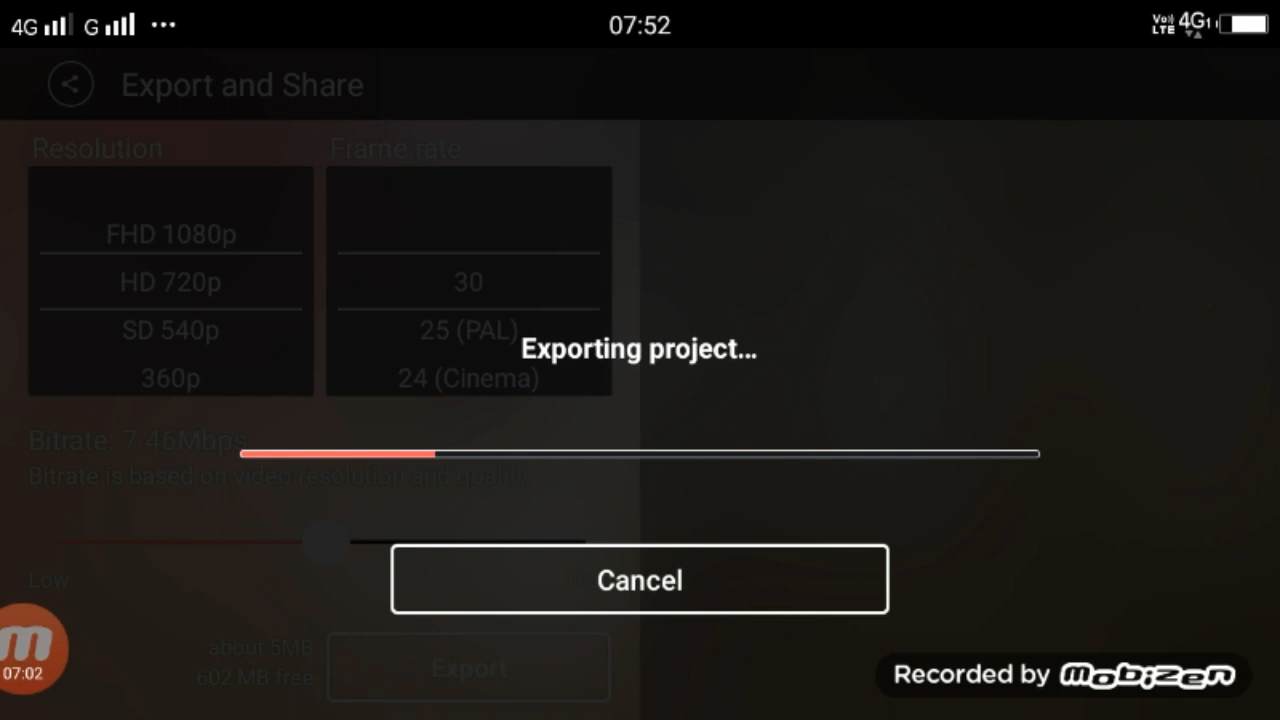 4G G ••• 07:52 VoLTE 4G1
Export and Share
Resolution Frame rate
FHD 1080p
HD 720p 30
SD 540p 25 (PAL)
360p 24 (Cinema)
Exporting project...
Bitrate: 7.46Mbps
Bitrate is based on video resolution and quality.
Cancel
Low
about 5MB
602 MB free
Export
m
07:02
Recorded by mobizen